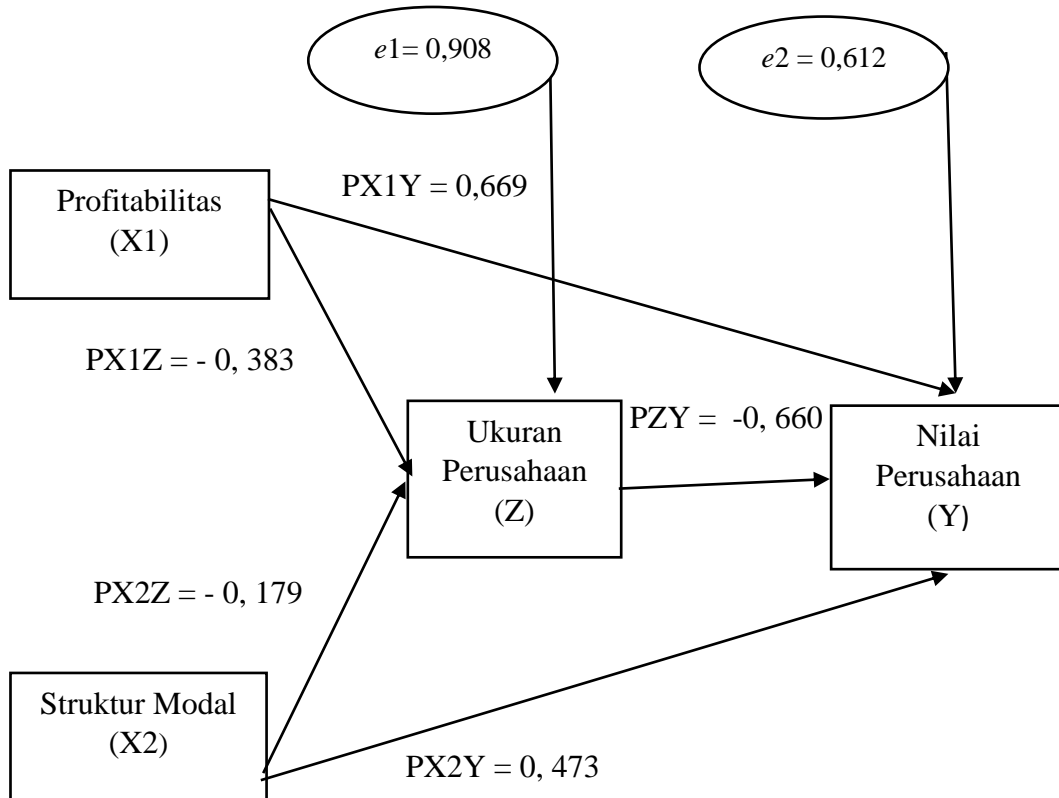 e1= 0,908
e2 = 0,612
PX1Y = 0,669
Profitabilitas
(X1)
PX1Z = - 0, 383
PZY =  -0, 660
Ukuran
Perusahaan
(Z)
Nilai
Perusahaan
(Y)
PX2Z = - 0, 179
Struktur Modal
(X2)
PX2Y = 0, 473